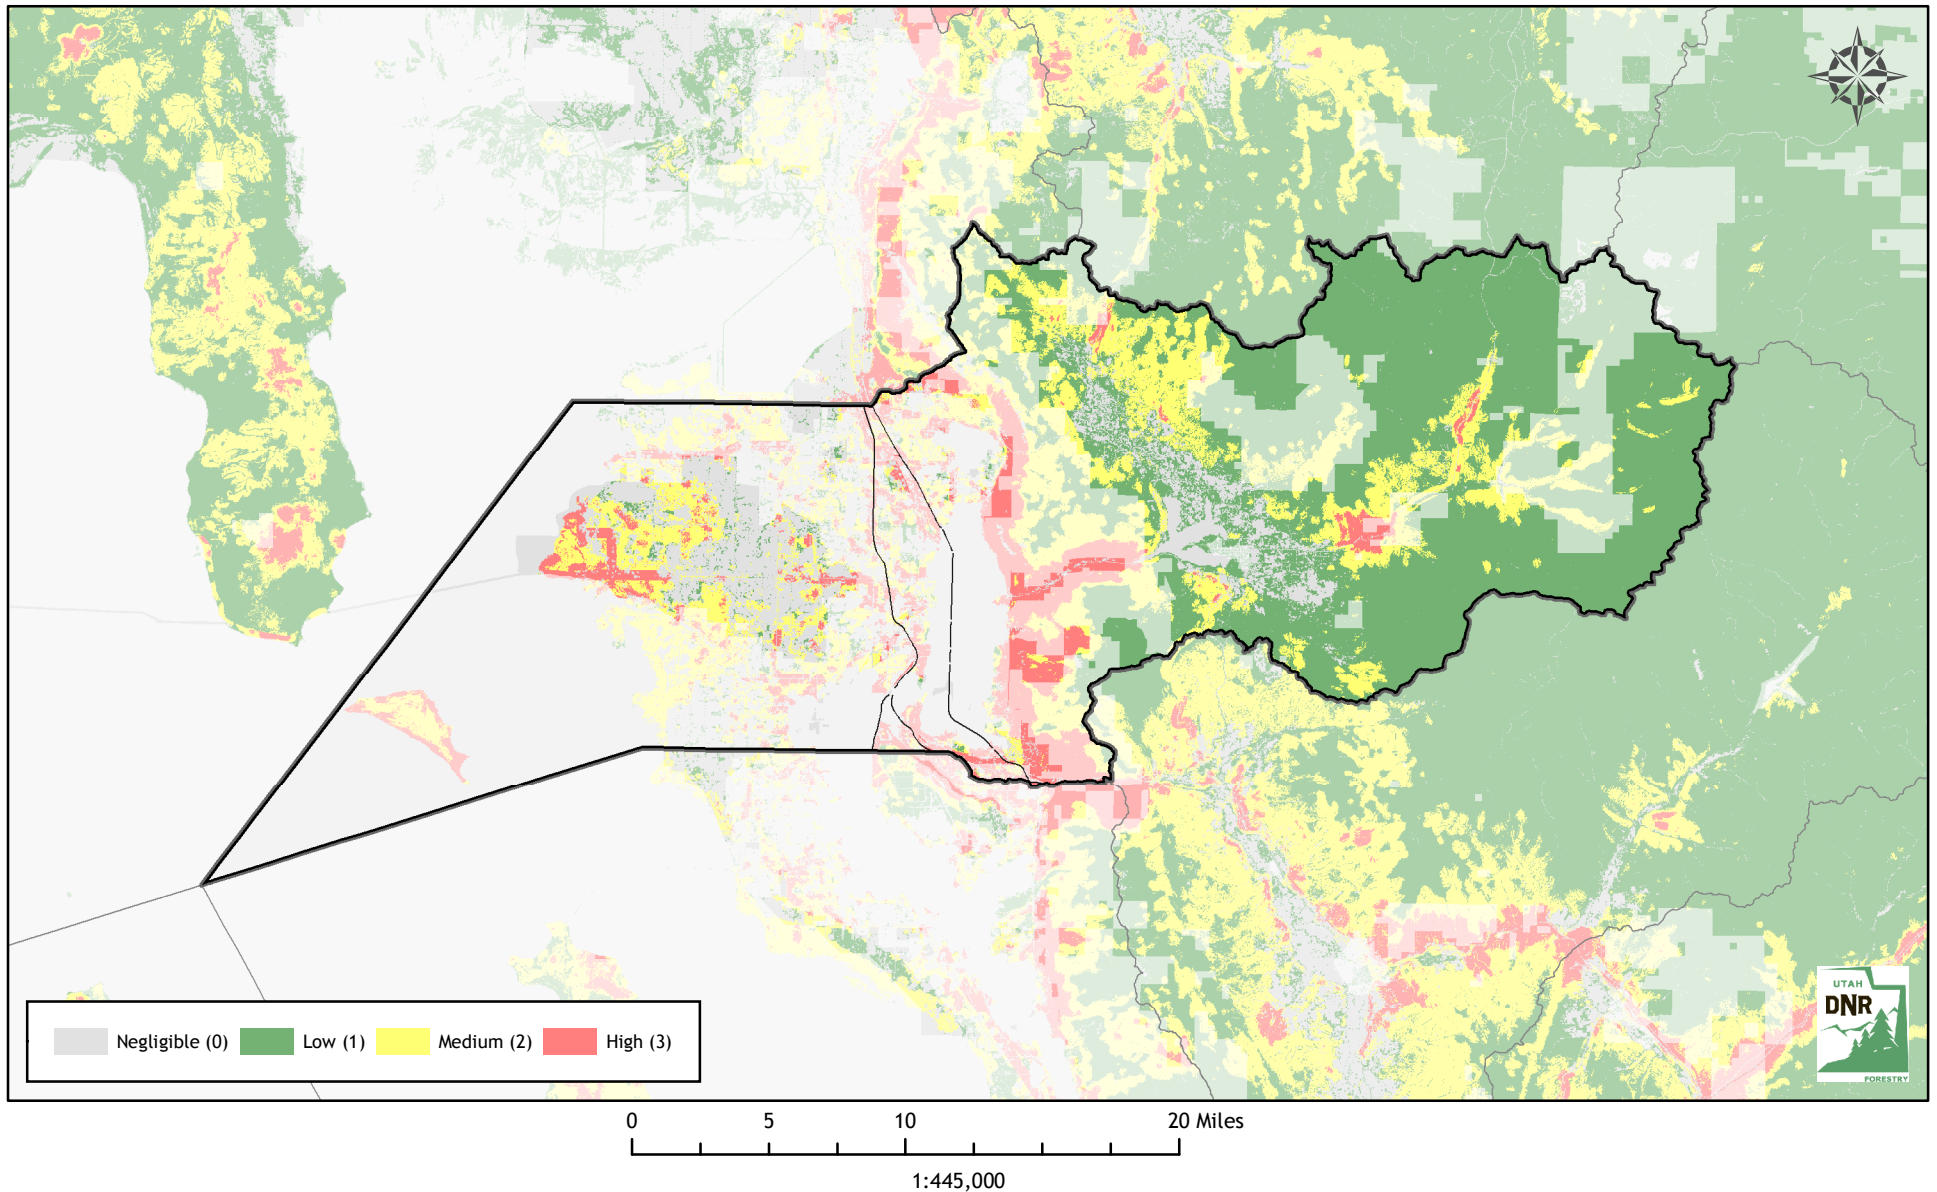 UTAH
DNR
FORESTRY
Negligible (0) Low (1) Medium (2) High (3)
0 5 10 20 Miles
1:445,000